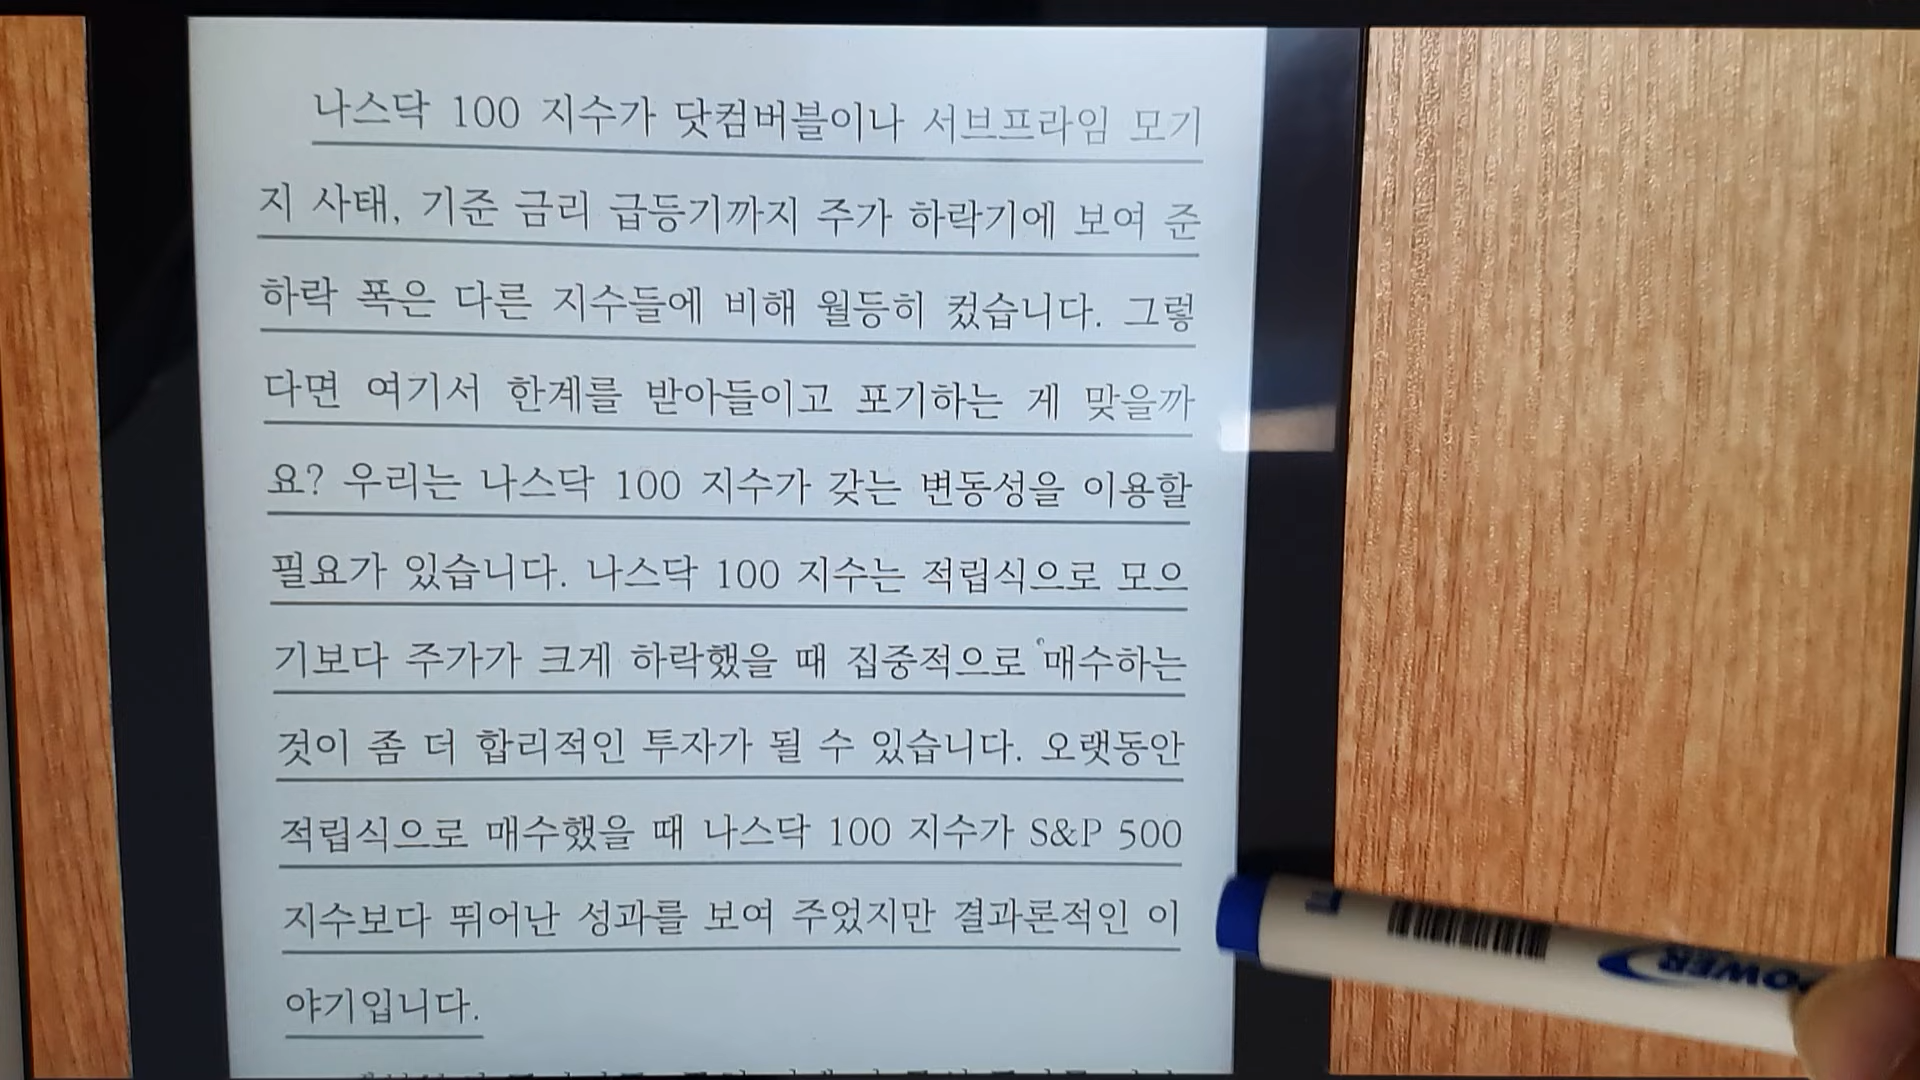 나스닥 100 지수가 닷컴버블이나 서브프라임 모기
지 사태, 기준 금리 급등기까지 주가 하락기에 보여 준
하락 폭은 다른 지수들에 비해 월등히 컸습니다. 그렇
다면 여기서 한계를 받아들이고 포기하는 게 맞을까
요? 우리는 나스닥 100 지수가 갖는 변동성을 이용할
필요가 있습니다. 나스닥 100 지수는 적립식으로 모으
기보다 주가가 크게 하락했을 때 집중적으로 매수하는
것이 좀 더 합리적인 투자가 될 수 있습니다. 오랫동안
적립식으로 매수했을 때 나스닥 100 지수가 S&P 500
지수보다 뛰어난 성과를 보여 주었지만 결과론적인 이
야기입니다.
POWER